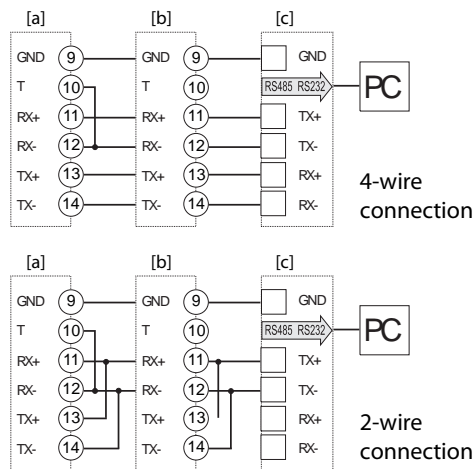 [a] [b] [c]
GND 9 GND 9 GND
T 10 T 10 RS485 RS232 PC
RX+ 11 RX+ 11 TX+
RX- 12 RX- 12 TX-
TX+ 13 TX+ 13 RX+
TX- 14 TX- 14 RX-
4-wire
connection
[a] [b] [c]
GND 9 GND 9 GND
T 10 T 10 RS485 RS232 PC
RX+ 11 RX+ 11 TX+
RX- 12 RX- 12 TX-
TX+ 13 TX+ 13 RX+
TX- 14 TX- 14 RX-
2-wire
connection